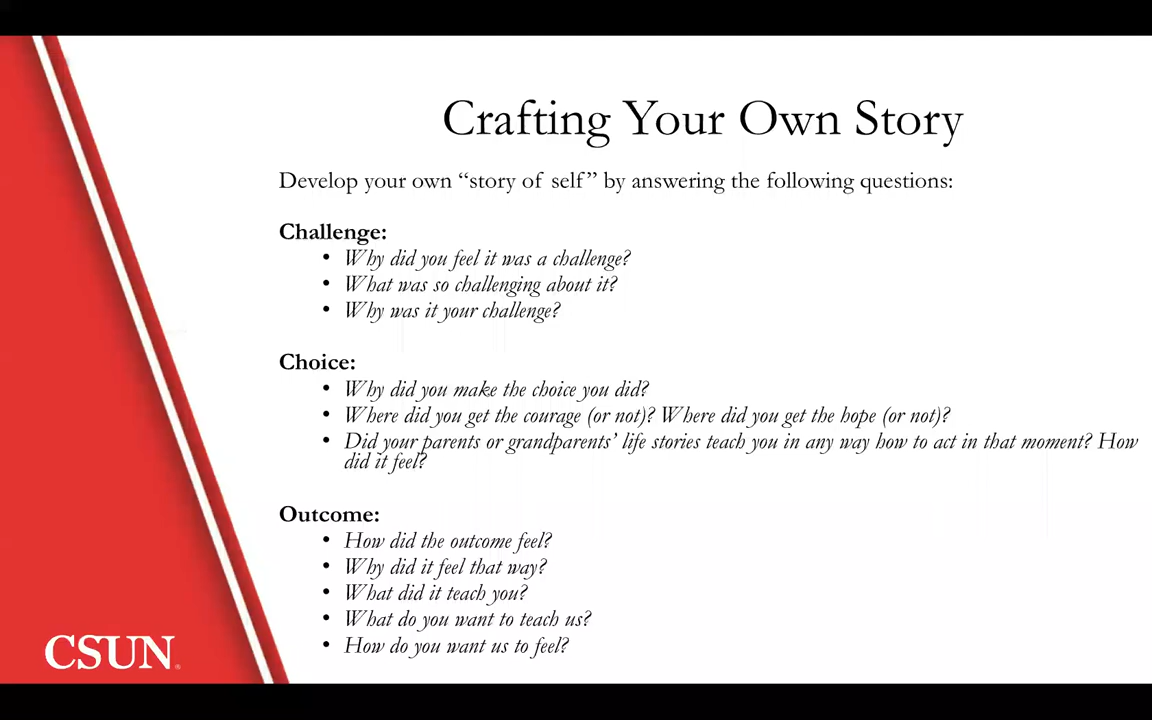 Crafting Your Own Story
Develop your own “story of self” by answering the following questions:
Challenge:
• Why did you feel it was a challenge?
• What was so challenging about it?
• Why was it your challenge?
Choice:
• Why did you make the choice you did?
• Where did you get the courage (or not)? Where did you get the hope (or not)?
• Did your parents or grandparents’ life stories teach you in any way how to act in that moment? How
did it feel?
Outcome:
• How did the outcome feel?
• Why did it feel that way?
• What did it teach you?
• What do you want to teach us?
• How do you want us to feel?
CSUN®